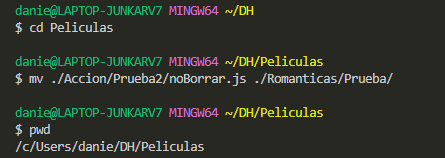 danie@LAPTOP-JUNKARV7 MINGW64 ~/DH
$ cd Peliculas
danie@LAPTOP-JUNKARV7 MINGW64 ~/DH/Peliculas
$ mv ./Accion/Prueba2/noBorrar.js ./Romanticas/Prueba/
danie@LAPTOP-JUNKARV7 MINGW64 ~/DH/Peliculas
$ pwd
/c/Users/danie/DH/Peliculas